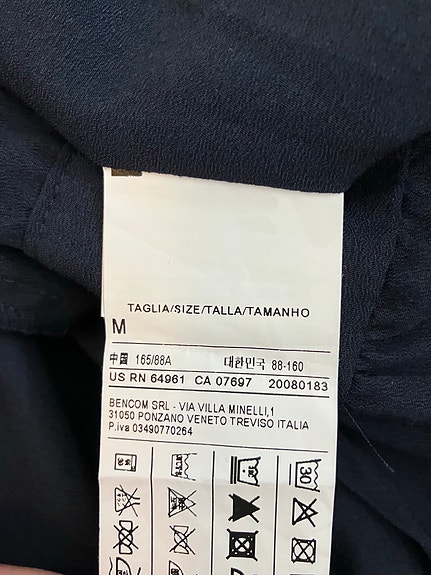 TAGLIA/SIZE/TALLA/TAMANHO
M
中国 165/88A 대한민국 88-160
US RN 64961 CA 07697 20080183
BENCOM SRL - VIA VILLA MINELLI,1
31050 PONZANO VENETO TREVISO ITALIA
P.iva 03490770264
30